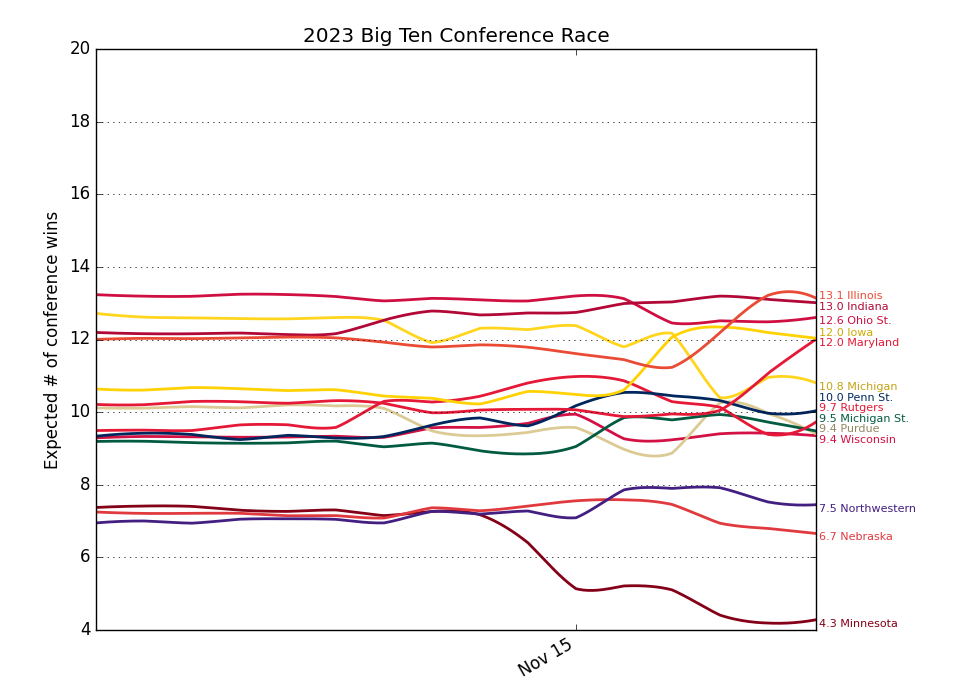 2023 Big Ten Conference Race
Expected # of conference wins
20
18
16
14
12
10
8
6
4
Nov 15
13.1 Illinois
13.0 Indiana
12.6 Ohio St.
12.0 Iowa
12.0 Maryland
10.8 Michigan
10.0 Penn St.
9.7 Rutgers
9.5 Michigan St.
9.4 Purdue
9.4 Wisconsin
7.5 Northwestern
6.7 Nebraska
4.3 Minnesota